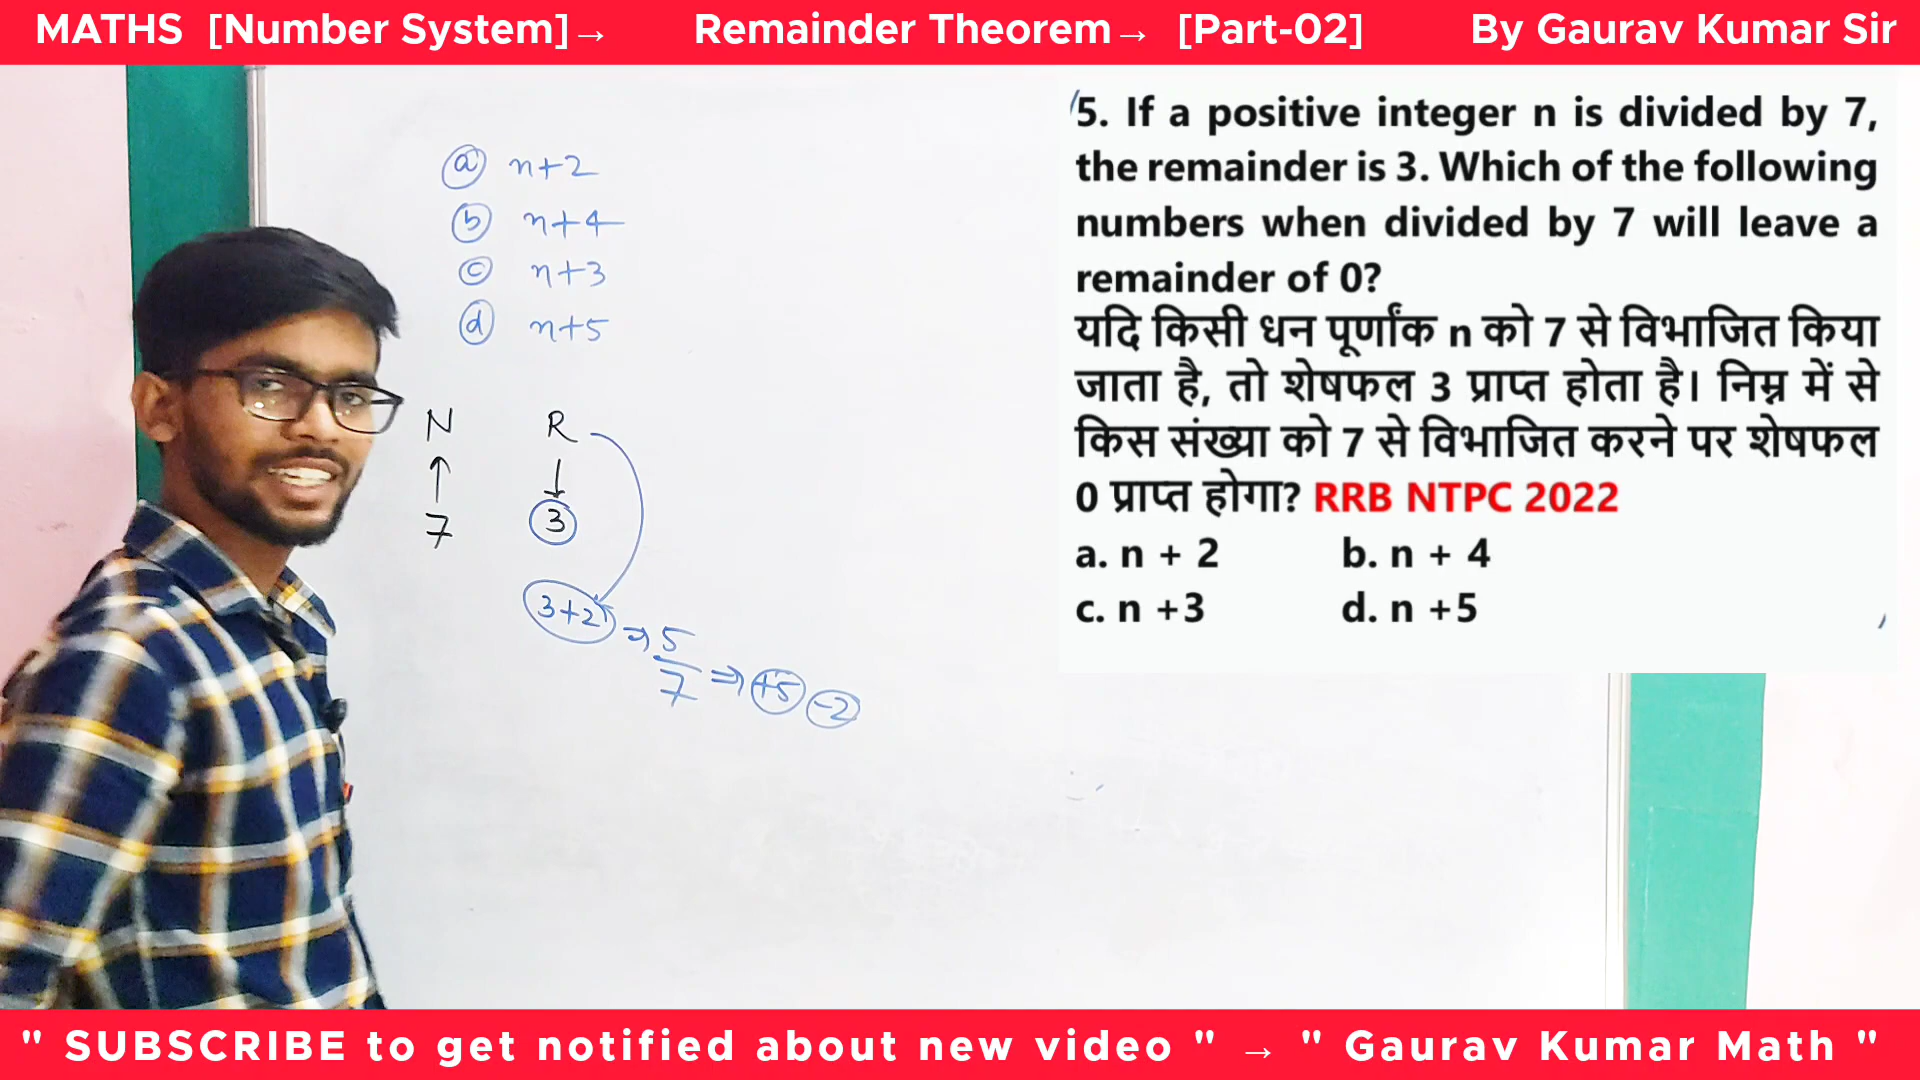 MATHS [Number System]→ Remainder Theorem→ [Part-02] By Gaurav Kumar Sir
5. If a positive integer n is divided by 7,
the remainder is 3. Which of the following
numbers when divided by 7 will leave a
remainder of 0?
यदि किसी धन पूर्णांक n को 7 से विभाजित किया
जाता है, तो शेषफल 3 प्राप्त होता है। निम्न में से
किस संख्या को 7 से विभाजित करने पर शेषफल
0 प्राप्त होगा? RRB NTPC 2022
a. n + 2 b. n + 4
c. n +3 d. n +5
(a) n+2
(b) n+4
(c) n+3
(d) n+5
N R
↑ ↓
7 3
3+2 ⇒ 5/7 ⇒ +5 -2
" SUBSCRIBE to get notified about new video " → " Gaurav Kumar Math "